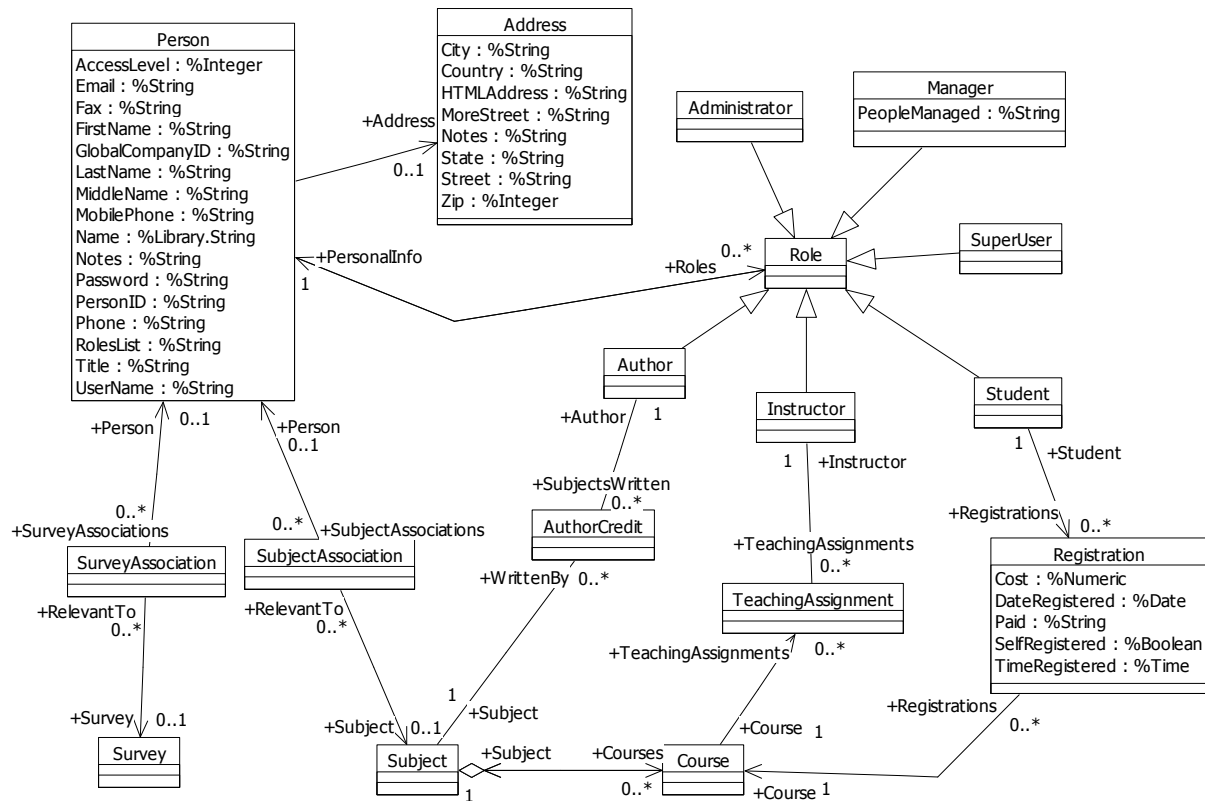 Person
AccessLevel : %Integer
Email : %String
Fax : %String
FirstName : %String
GlobalCompanyID : %String
LastName : %String
MiddleName : %String
MobilePhone : %String
Name : %Library.String
Notes : %String
Password : %String
PersonID : %String
Phone : %String
RolesList : %String
Title : %String
UserName : %String
+Address
0..1
Address
City : %String
Country : %String
HTMLAddress : %String
MoreStreet : %String
Notes : %String
State : %String
Street : %String
Zip : %Integer
Administrator
Manager
PeopleManaged : %String
SuperUser
Role
0..*
+Roles
+PersonalInfo
1
Author
Instructor
Student
+Person
0..1
+Person
0..1
+Author
1
1
+Instructor
1
+Student
0..*
+SurveyAssociations
0..*
+SubjectAssociations
+SubjectsWritten
0..*
+TeachingAssignments
0..*
+Registrations
0..*
SurveyAssociation
SubjectAssociation
AuthorCredit
TeachingAssignment
Registration
Cost : %Numeric
DateRegistered : %Date
Paid : %String
SelfRegistered : %Boolean
TimeRegistered : %Time
+RelevantTo
0..*
+RelevantTo
0..*
+WrittenBy
0..*
+TeachingAssignments
0..*
+Registrations
0..*
+Survey
0..1
+Subject
0..1
1
+Subject
+Course
1
Survey
Subject
+Subject
1
+Courses
0..*
Course
+Course
1